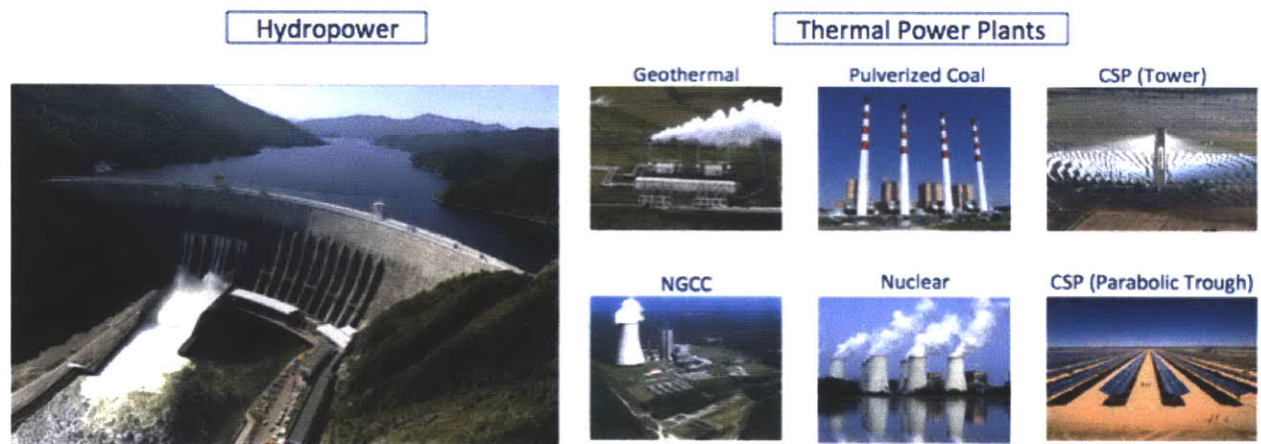 Hydropower
Thermal Power Plants
Geothermal
Pulverized Coal
CSP (Tower)
NGCC
Nuclear
CSP (Parabolic Trough)